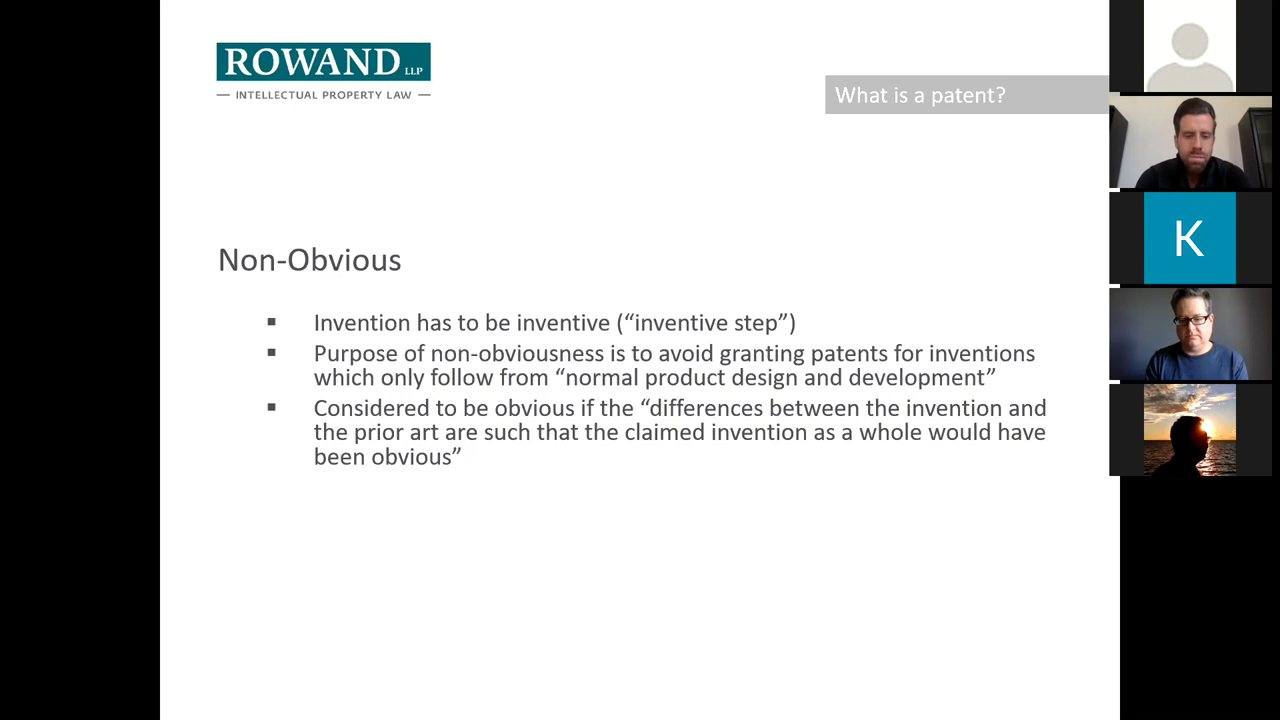 ROWAND LLP
— INTELLECTUAL PROPERTY LAW —
What is a patent?
Non-Obvious
▪ Invention has to be inventive (“inventive step”)
▪ Purpose of non-obviousness is to avoid granting patents for inventions
which only follow from “normal product design and development”
▪ Considered to be obvious if the “differences between the invention and
the prior art are such that the claimed invention as a whole would have
been obvious”
K